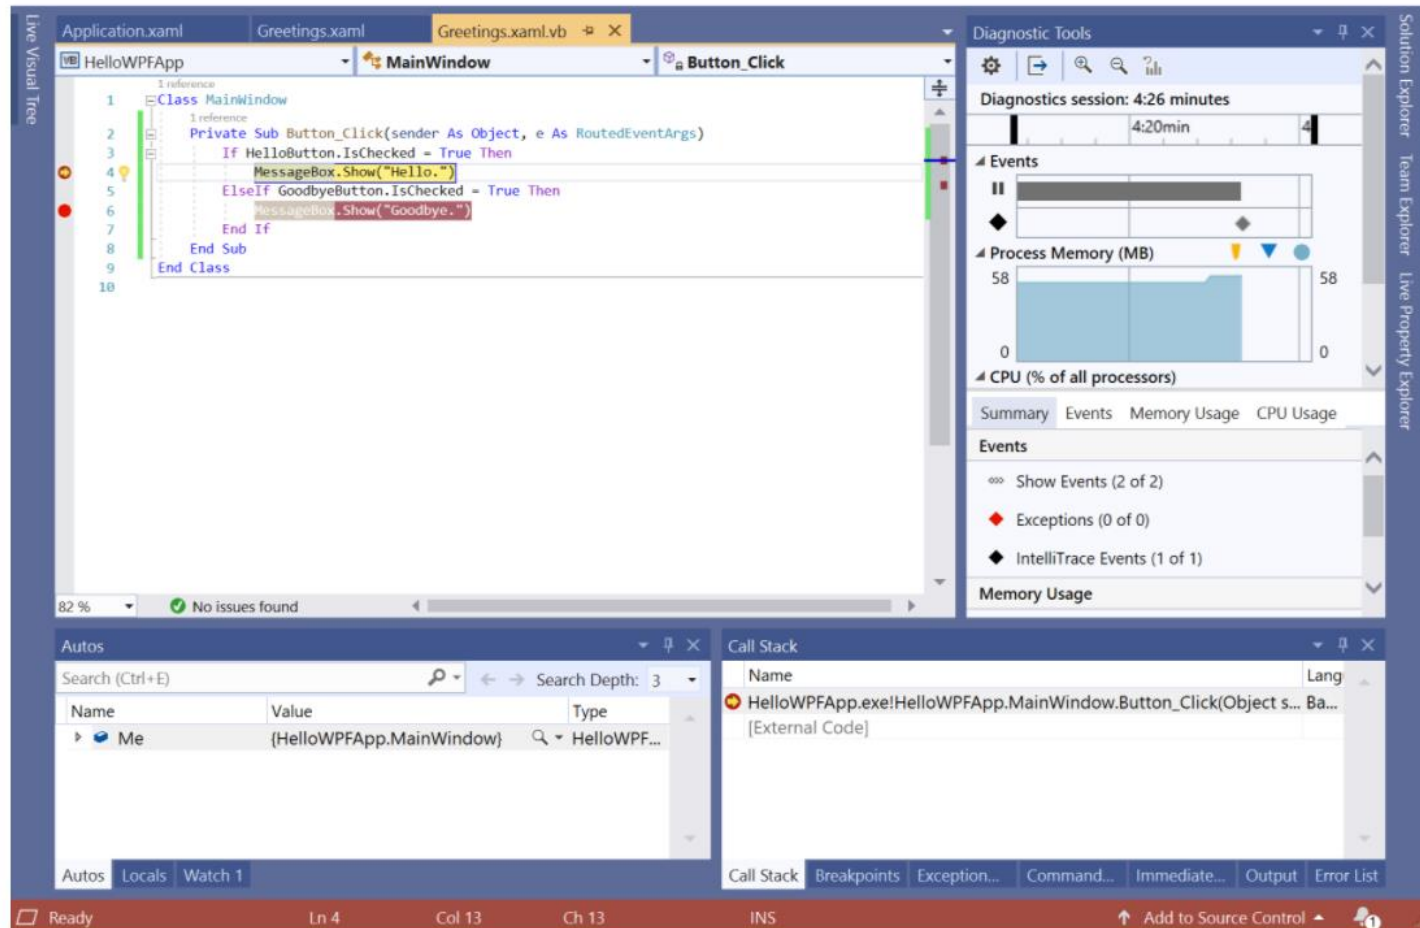 Live Visual Tree
Application.xaml Greetings.xaml Greetings.xaml.vb
VB HelloWPFApp MainWindow Button_Click
1 reference
1 Class MainWindow
1 reference
2 Private Sub Button_Click(sender As Object, e As RoutedEventArgs)
3 If HelloButton.IsChecked = True Then
4 MessageBox.Show("Hello.")
5 ElseIf GoodbyeButton.IsChecked = True Then
6 MessageBox.Show("Goodbye.")
7 End If
8 End Sub
9 End Class
10
82 % No issues found
Diagnostic Tools
Diagnostics session: 4:26 minutes
4:20min 4
Events
Process Memory (MB)
58 58
0 0
CPU (% of all processors)
Summary Events Memory Usage CPU Usage
Events
Show Events (2 of 2)
Exceptions (0 of 0)
IntelliTrace Events (1 of 1)
Memory Usage
Solution Explorer
Team Explorer
Live Property Explorer
Autos
Search (Ctrl+E) Search Depth: 3
Name Value Type
Me {HelloWPFApp.MainWindow} HelloWPF...
Autos Locals Watch 1
Call Stack
Name Lang
HelloWPFApp.exe!HelloWPFApp.MainWindow.Button_Click(Object s... Ba...
[External Code]
Call Stack Breakpoints Exception... Command... Immediate... Output Error List
Ready Ln 4 Col 13 Ch 13 INS Add to Source Control 1